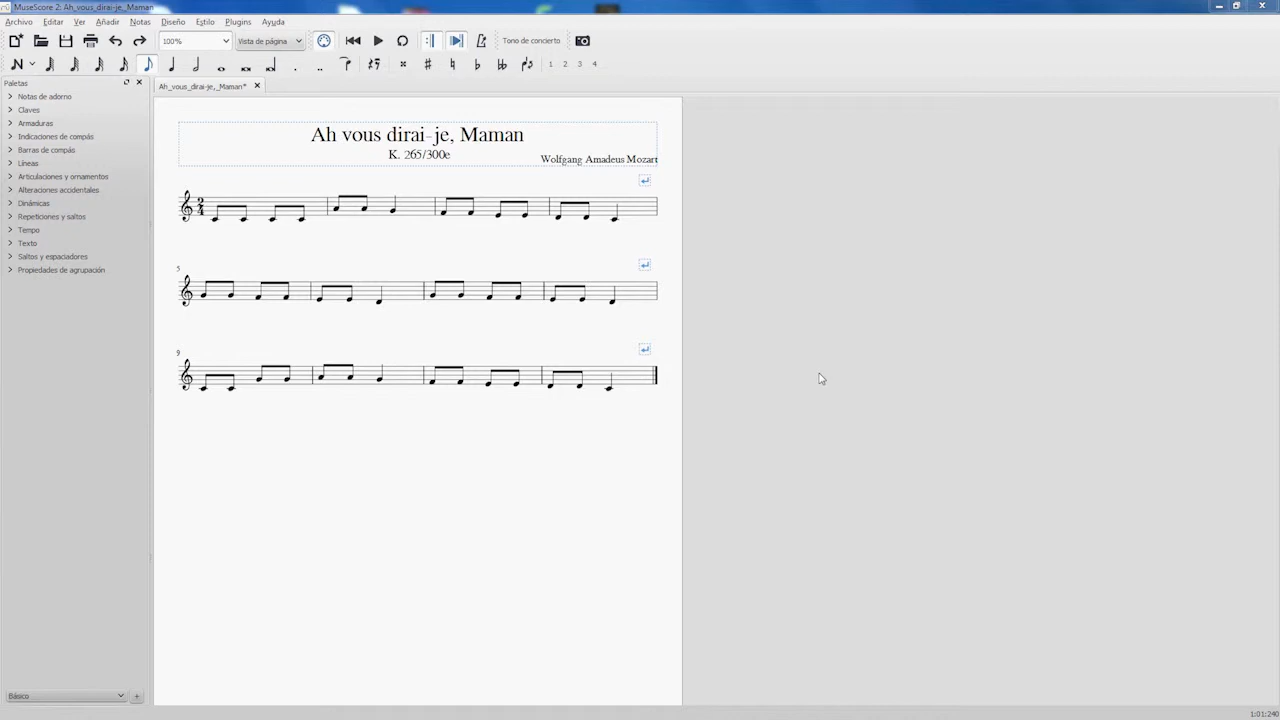 MuseScore 2: Ah_vous_dirai-je_Maman
Archivo Editar Ver Añadir Notas Diseño Estilo Plugins Ayuda
100% Vista de página Tono de concierto
1 2 3 4
Paletas
Ah_vous_dirai-je,_Maman*
Notas de adorno
Claves
Armaduras
Indicaciones de compás
Barras de compás
Líneas
Articulaciones y ornamentos
Alteraciones accidentales
Dinámicas
Repeticiones y saltos
Tempo
Texto
Saltos y espaciadores
Propiedades de agrupación
Ah vous dirai-je, Maman
K. 265/300e
Wolfgang Amadeus Mozart
2
4
5
9
Básico
1:01:240